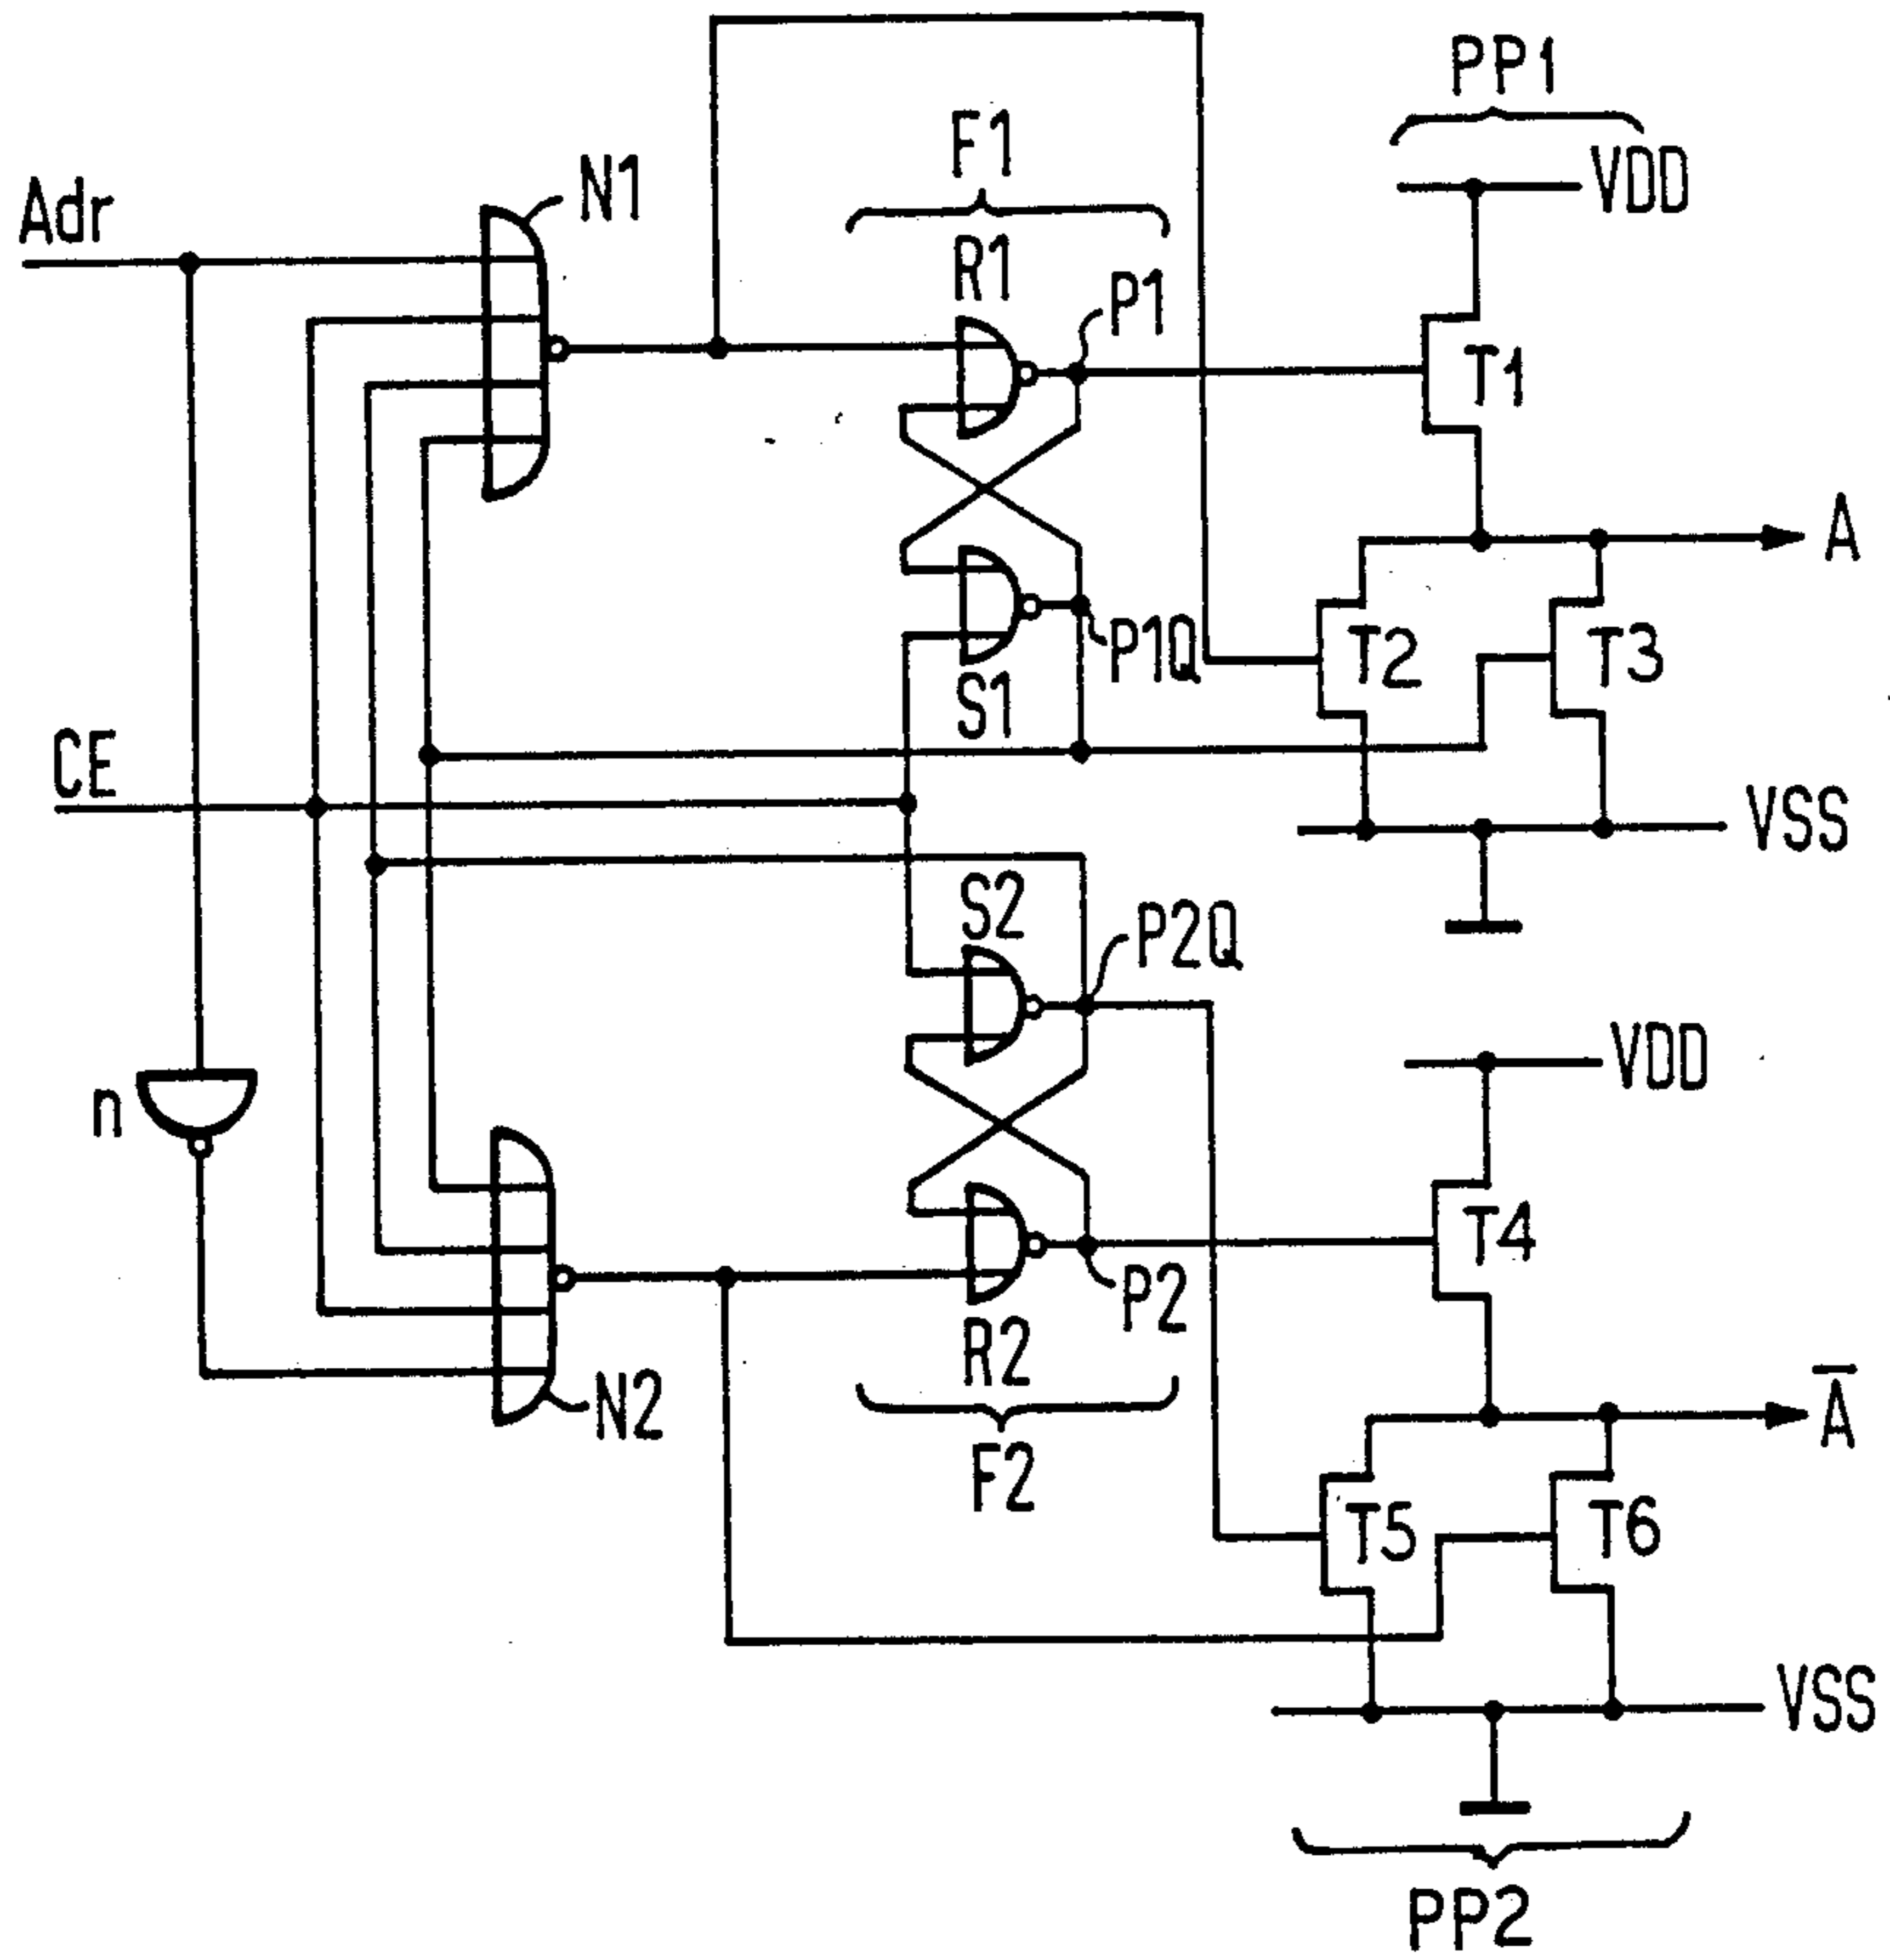 PP1
F1
VDD
N1
Adr
R1
P1
T1
A
T2
T3
P1Q
S1
CE
VSS
S2
P2Q
VDD
n
T4
P2
R2
N2
A̅
F2
T5
T6
VSS
PP2